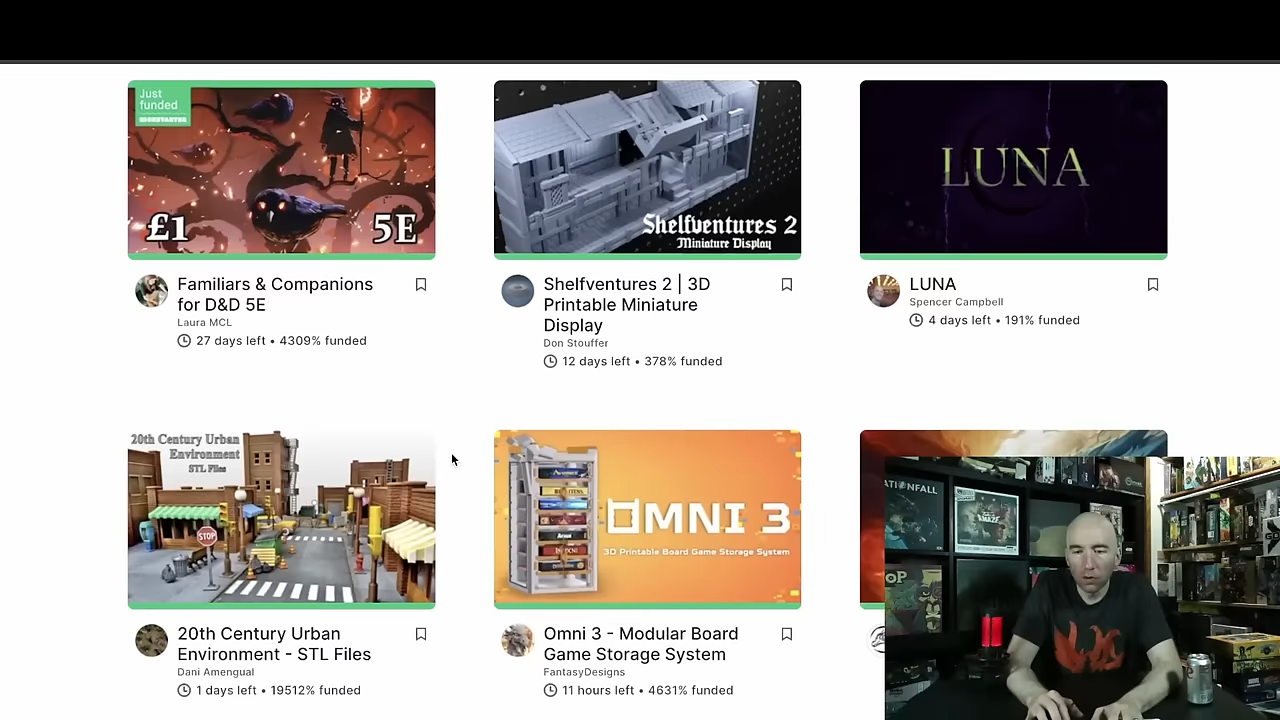 Just
funded
KICKSTARTER
£1
5E
Familiars & Companions
for D&D 5E
Laura MCL
27 days left • 4309% funded
Shelfventures 2
Miniature Display
Shelfventures 2 | 3D
Printable Miniature
Display
Don Stouffer
12 days left • 378% funded
LUNA
LUNA
Spencer Campbell
4 days left • 191% funded
20th Century Urban
Environment
STL Files
STOP
20th Century Urban
Environment - STL Files
Dani Amengual
1 days left • 19512% funded
OMNI 3
3D Printable Board Game Storage System
Omni 3 - Modular Board
Game Storage System
FantasyDesigns
11 hours left • 4631% funded